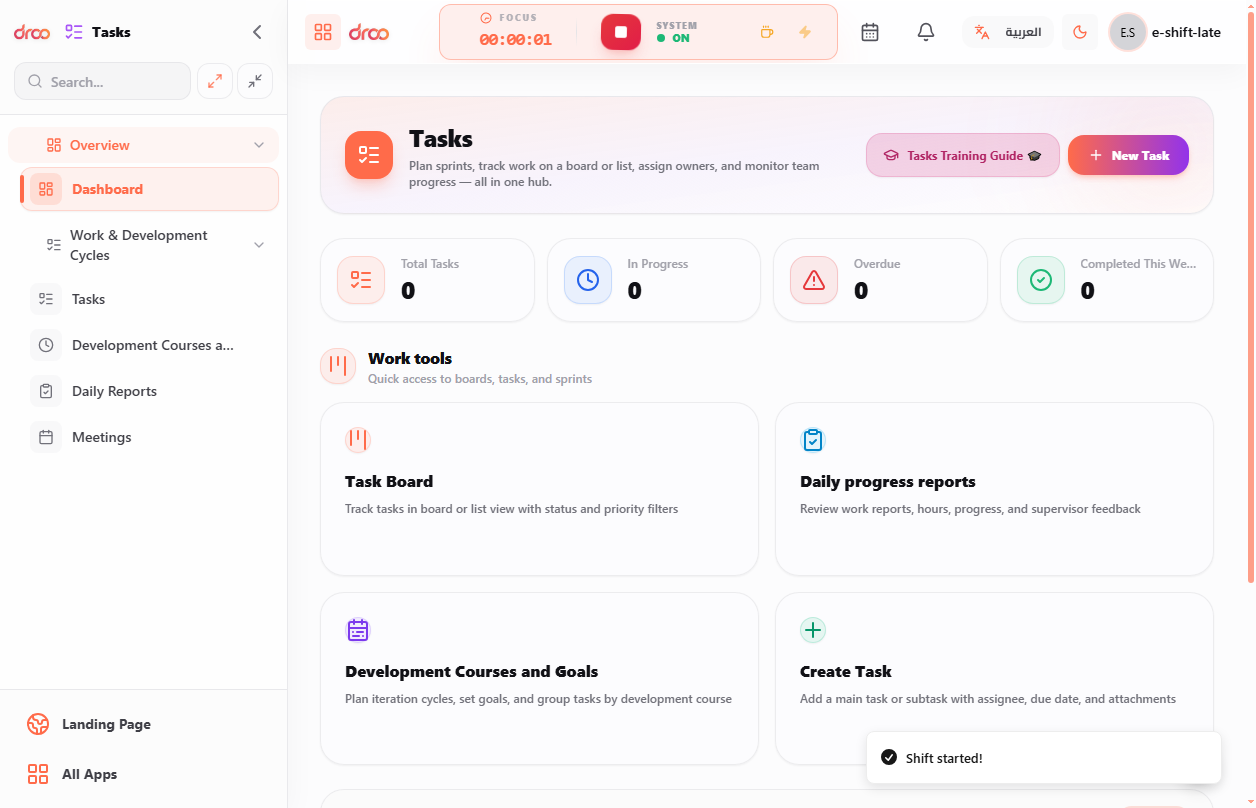 droo
Tasks
Search...
Overview
Dashboard
Work & Development
Cycles
Tasks
Development Courses a...
Daily Reports
Meetings
Landing Page
All Apps
droo
FOCUS
00:00:01
SYSTEM
ON
العربية
E.S
e-shift-late
Tasks
Plan sprints, track work on a board or list, assign owners, and monitor team
progress — all in one hub.
Tasks Training Guide 🎓
New Task
Total Tasks
0
In Progress
0
Overdue
0
Completed This We...
0
Work tools
Quick access to boards, tasks, and sprints
Task Board
Track tasks in board or list view with status and priority filters
Daily progress reports
Review work reports, hours, progress, and supervisor feedback
Development Courses and Goals
Plan iteration cycles, set goals, and group tasks by development course
Create Task
Add a main task or subtask with assignee, due date, and attachments
Shift started!